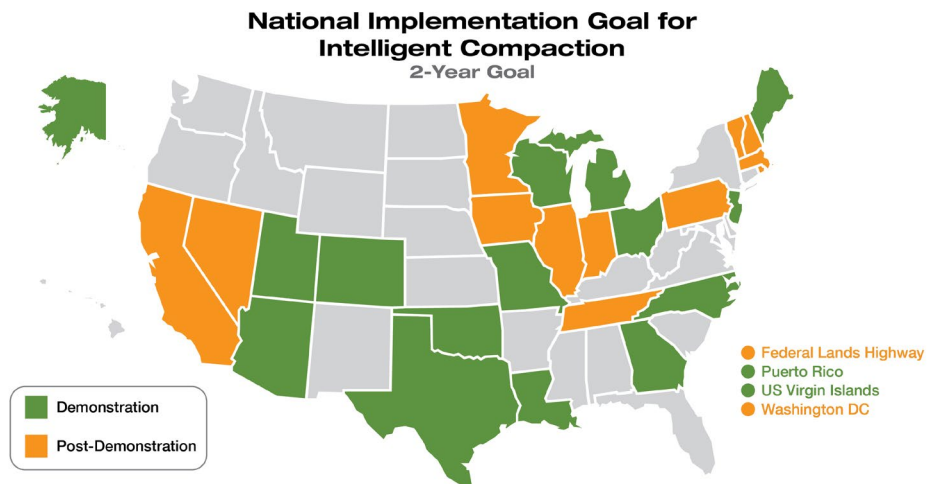 National Implementation Goal for
Intelligent Compaction
2-Year Goal
Federal Lands Highway
Puerto Rico
US Virgin Islands
Washington DC
Demonstration
Post-Demonstration